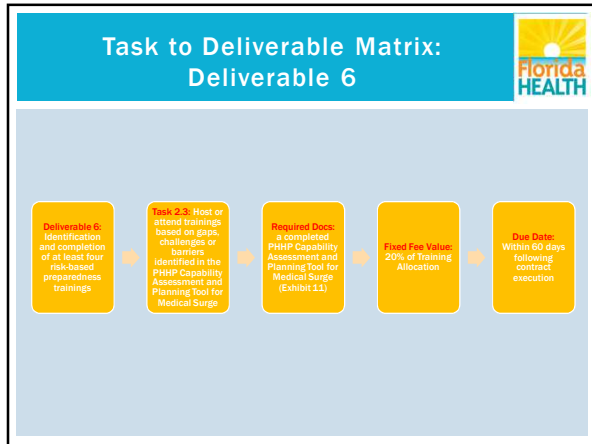 Task to Deliverable Matrix:
Deliverable 6
Florida
HEALTH
Deliverable 6:
Identification
and completion
of at least four
risk-based
preparedness
trainings
Task 2.3: Host or
attend trainings
based on gaps,
challenges or
barriers
identified in the
PHHP Capability
Assessment and
Planning Tool for
Medical Surge
Required Docs:
a completed
PHHP Capability
Assessment and
Planning Tool for
Medical Surge
(Exhibit 11)
Fixed Fee Value:
20% of Training
Allocation
Due Date:
Within 60 days
following
contract
execution